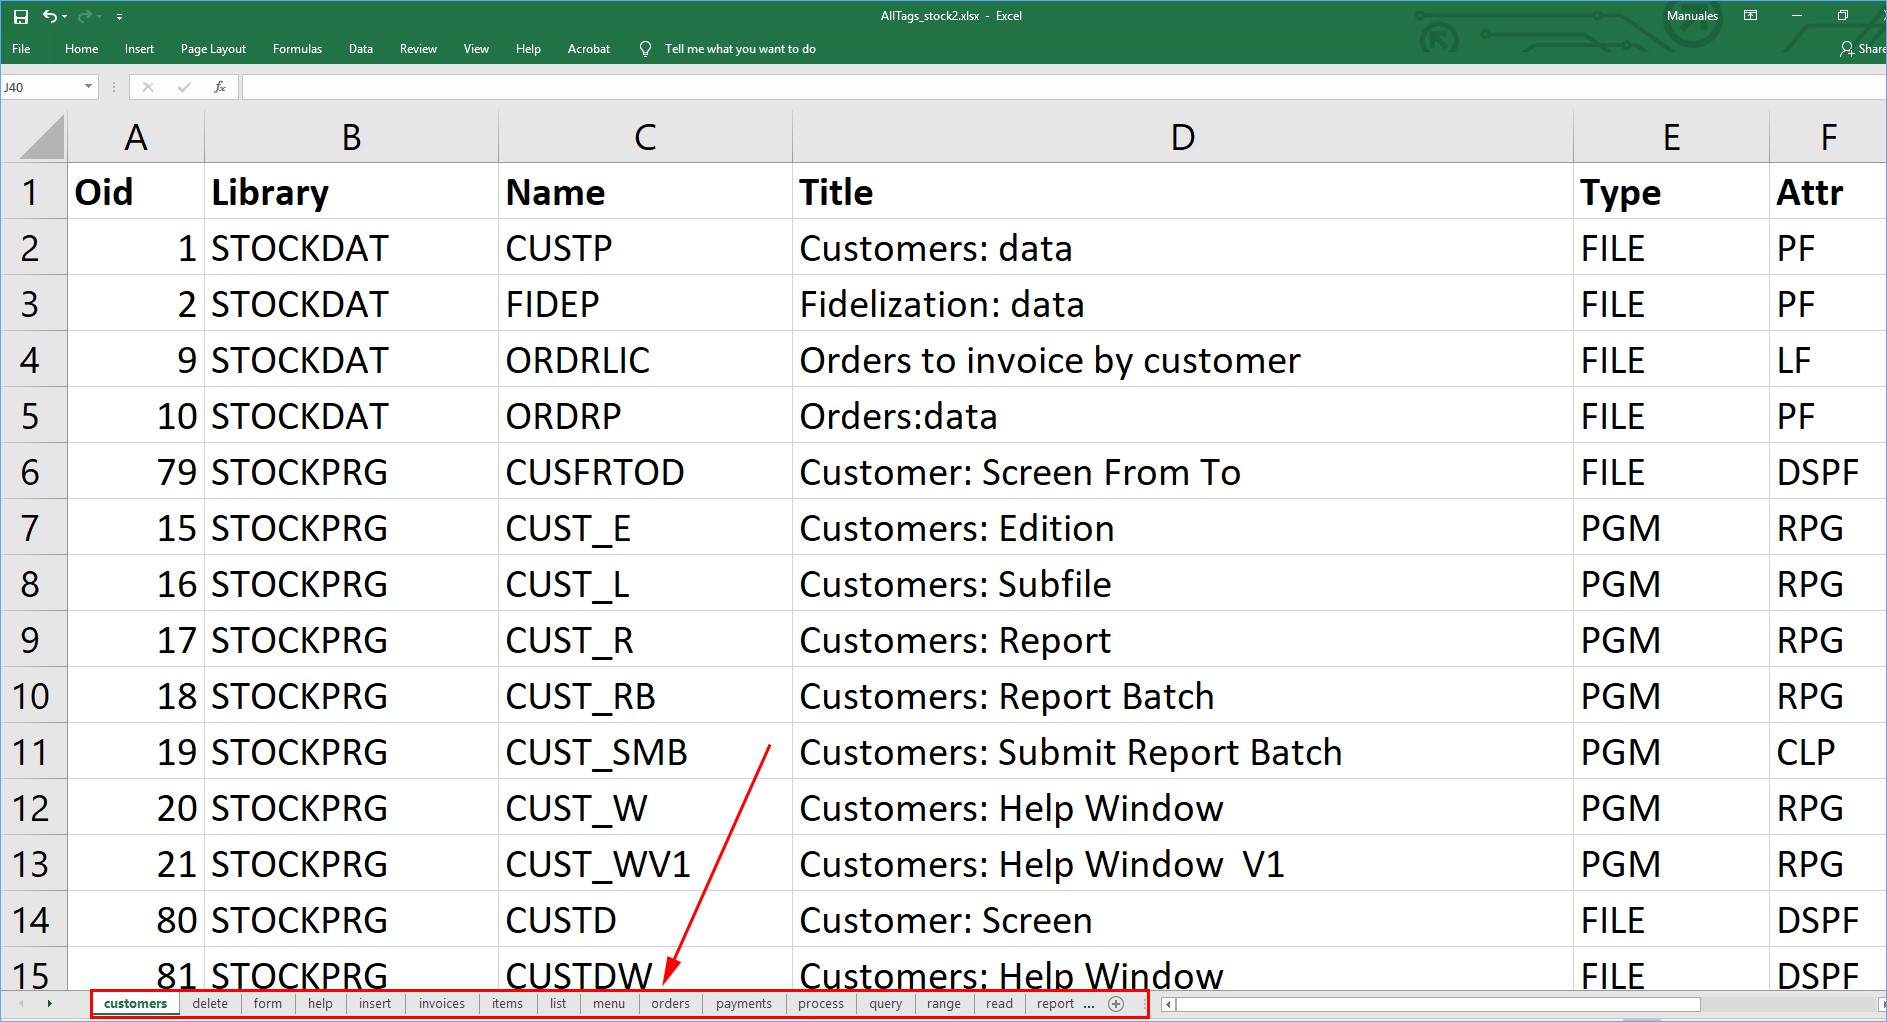 AllTags_stock2.xlsx - Excel Manuales
File Home Insert Page Layout Formulas Data Review View Help Acrobat Tell me what you want to do Share
J40 fx
A B C D E F
1 Oid Library Name Title Type Attr
2 1 STOCKDAT CUSTP Customers: data FILE PF
3 2 STOCKDAT FIDEP Fidelization: data FILE PF
4 9 STOCKDAT ORDRLIC Orders to invoice by customer FILE LF
5 10 STOCKDAT ORDRP Orders:data FILE PF
6 79 STOCKPRG CUSFRTOD Customer: Screen From To FILE DSPF
7 15 STOCKPRG CUST_E Customers: Edition PGM RPG
8 16 STOCKPRG CUST_L Customers: Subfile PGM RPG
9 17 STOCKPRG CUST_R Customers: Report PGM RPG
10 18 STOCKPRG CUST_RB Customers: Report Batch PGM RPG
11 19 STOCKPRG CUST_SMB Customers: Submit Report Batch PGM CLP
12 20 STOCKPRG CUST_W Customers: Help Window PGM RPG
13 21 STOCKPRG CUST_WV1 Customers: Help Window  V1 PGM RPG
14 80 STOCKPRG CUSTD Customer: Screen FILE DSPF
15 81 STOCKPRG CUSTDW Customers: Help Window FILE DSPF
customers delete form help insert invoices items list menu orders payments process query range read report ...